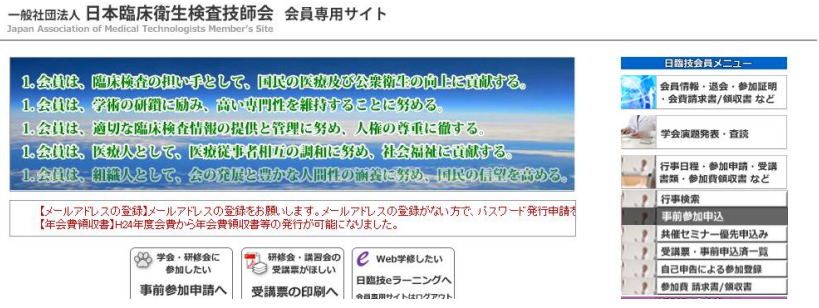 一般社団法人 日本臨床衛生検査技師会 会員専用サイト
Japan Association of Medical Technologists Member's Site
1. 会員は、臨床検査の担い手として、国民の医療及び公衆衛生の向上に貢献する。
1. 会員は、学術の研鑽に励み、高い専門性を維持することに努める。
1. 会員は、適切な臨床検査情報の提供と管理に努め、人権の尊重に徹する。
1. 会員は、医療人として、医療従事者相互の調和に努め、社会福祉に貢献する。
1. 会員は、組織人として、会の発展と豊かな人間性の涵養に努め、国民の信望を高める。
【メールアドレスの登録】メールアドレスの登録をお願いします。メールアドレスの登録がない方で、パスワード発行申請を
【年会費領収書】H24年度会費から年会費領収書等の発行が可能になりました。
学会・研修会に
参加したい
事前参加申請へ
研修会・講習会の
受講票がほしい
受講票の印刷へ
Web学修したい
日臨技eラーニングへ
会員専用サイトはログアウト
日臨技会員メニュー
会員情報・退会・参加証明
・会費請求書/領収書 など
学会演題発表・査読
行事日程・参加申請・受講
書類・参加費領収書 など
行事検索
事前参加申込
共催セミナー優先申込み
受講票・事前申込済一覧
自己申告による参加登録
参加費 請求書/領収書